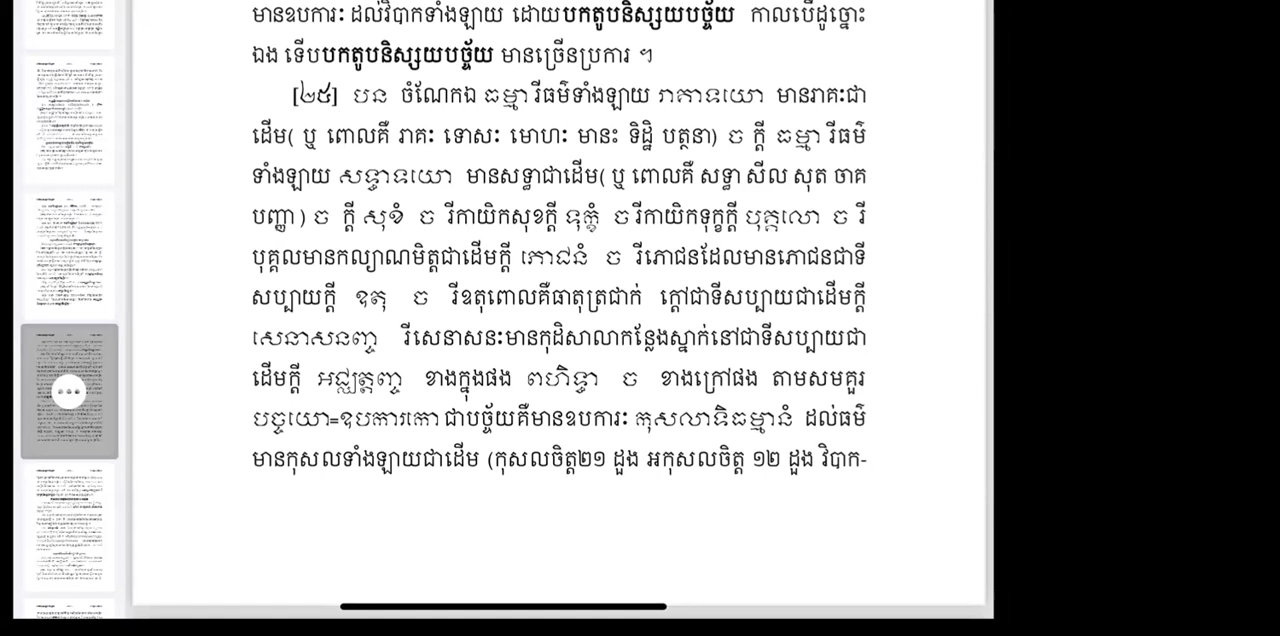 មានឧបការៈ ដល់វិបាកទាំងឡាយដោយបកតូបនិស្សយបច្ច័យ ការណ៍បើដូច្នោះ
ឯង ទើបបកតូបនិស្សយបច្ច័យ មានច្រើនប្រការ ។
[២៥] បន ចំណែកឯ ធម្មា រីធម៌ទាំងឡាយ រាគាទយោ មានរាគៈជា
ដើម( ឬ ពោលគឺ រាគៈ ទោសៈ មោហៈ មានះ ទិដ្ឋិ បត្ថនា) ច ក្តី ធម្មា រីធម៌
ទាំងឡាយ សទ្ធាទយោ មានសទ្ធាជាដើម( ឬ ពោលគឺ សទ្ធា សីល សុត ចាគ
បញ្ញា ) ច ក្តី សុខំ ច រីកាយិកសុខក្តី ទុក្ខំ ច រីកាយិកទុក្ខក្តី បុគ្គលោ ច រី
បុគ្គលមានកល្យាណមិត្តជាដើមក្តី ភោជនំ ច រីភោជនដែលមានភោជនជាទី
សប្បាយក្តី ឧតុ ច រីឧតុកាលគឺធាតុត្រជាក់ ក្តៅជាទីសប្បាយជាដើមក្តី
សេនាសនញ្ច រីសេនាសនៈមានកុដិសាលាកន្លែងស្នាក់នៅជាទីសប្បាយជា
ដើមក្តី អជ្ឈត្តញ្ច ខាងក្នុងផង ពហិទ្ធា ច ខាងក្រៅផង តាមសមគួរ
បច្ចយោ=ឧបការកោ ជាបច្ច័យគឺមានឧបការៈ កុសលាទិធម្មានំ ដល់ធម៌
មានកុសលទាំងឡាយជាដើម (កុសលចិត្ត២១ ដួង អកុសលចិត្ត ១២ ដួង វិបាក-